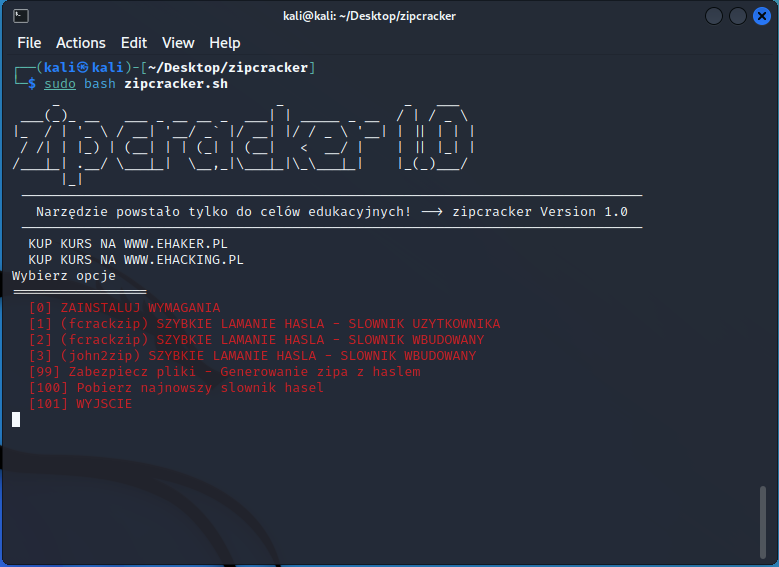 kali@kali: ~/Desktop/zipcracker
File Actions Edit View Help
┌──(kali㉿kali)-[~/Desktop/zipcracker]
└─$ sudo bash zipcracker.sh
zipcracker 1.0
Narzędzie powstało tylko do celów edukacyjnych! —> zipcracker Version 1.0
KUP KURS NA WWW.EHAKER.PL
KUP KURS NA WWW.EHACKING.PL
Wybierz opcje
[0] ZAINSTALUJ WYMAGANIA
[1] (fcrackzip) SZYBKIE LAMANIE HASLA - SLOWNIK UZYTKOWNIKA
[2] (fcrackzip) SZYBKIE LAMANIE HASLA - SLOWNIK WBUDOWANY
[3] (john2zip) SZYBKIE LAMANIE HASLA - SLOWNIK WBUDOWANY
[99] Zabezpiecz pliki - Generowanie zipa z haslem
[100] Pobierz najnowszy slownik hasel
[101] WYJSCIE